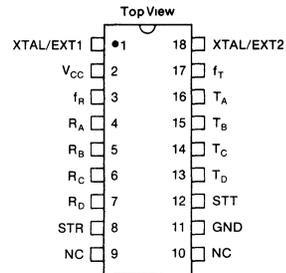 Top View
XTAL/EXT1 1 18 XTAL/EXT2
VCC 2 17 fT
fR 3 16 TA
RA 4 15 TB
RB 5 14 TC
RC 6 13 TD
RD 7 12 STT
STR 8 11 GND
NC 9 10 NC